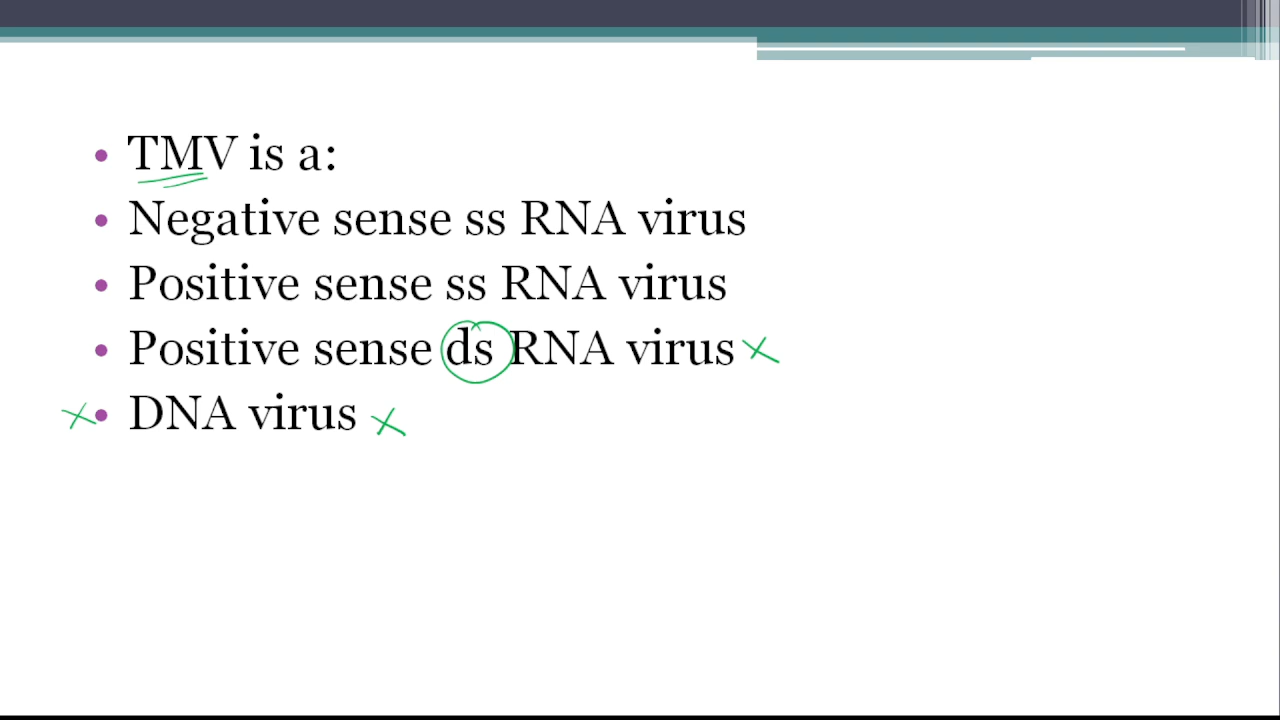 • TMV is a:
• Negative sense ss RNA virus
• Positive sense ss RNA virus
• Positive sense ds RNA virus
• DNA virus